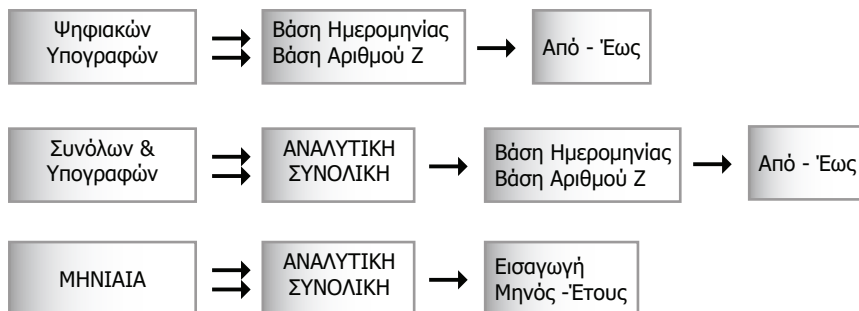 Ψηφιακών
Υπογραφών
Βάση Ημερομηνίας
Βάση Αριθμού Ζ
Από - Έως
Συνόλων &
Υπογραφών
ΑΝΑΛΥΤΙΚΗ
ΣΥΝΟΛΙΚΗ
Βάση Ημερομηνίας
Βάση Αριθμού Ζ
Από - Έως
ΜΗΝΙΑΙΑ
ΑΝΑΛΥΤΙΚΗ
ΣΥΝΟΛΙΚΗ
Εισαγωγή
Μηνός -Έτους